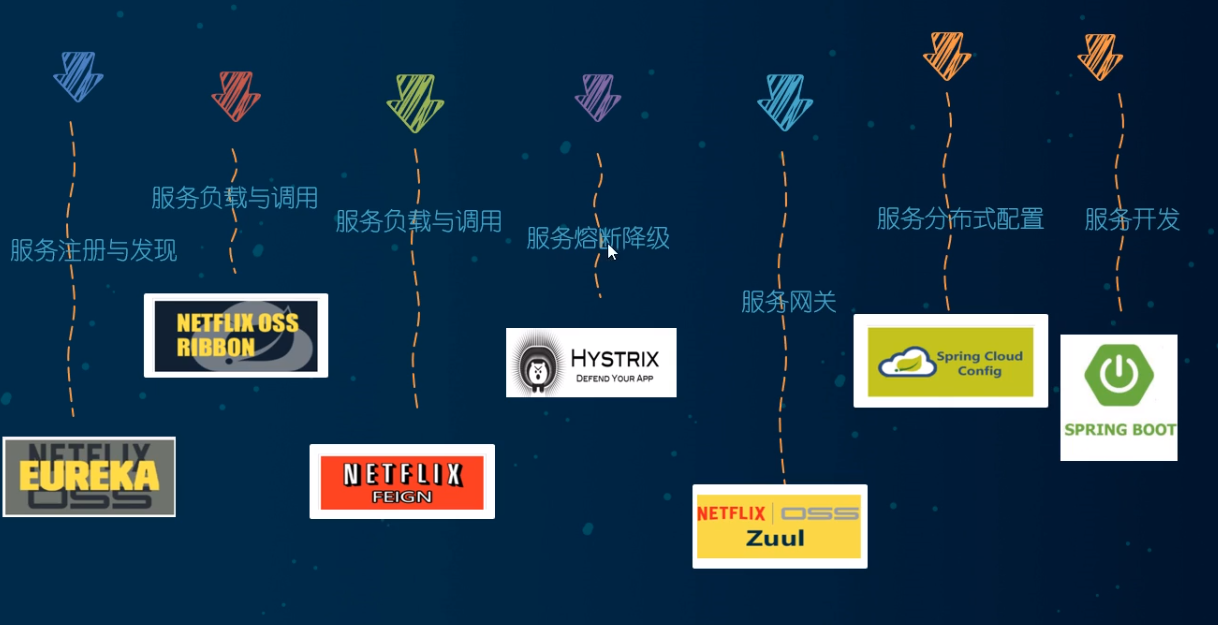 服务注册与发现
NETFLIX
EUREKA
OSS
服务负载与调用
NETFLIX OSS
RIBBON
服务负载与调用
NETFLIX
FEIGN
服务熔断降级
HYSTRIX
DEFEND YOUR APP
服务网关
NETFLIX OSS
Zuul
服务分布式配置
Spring Cloud
Config
服务开发
SPRING BOOT